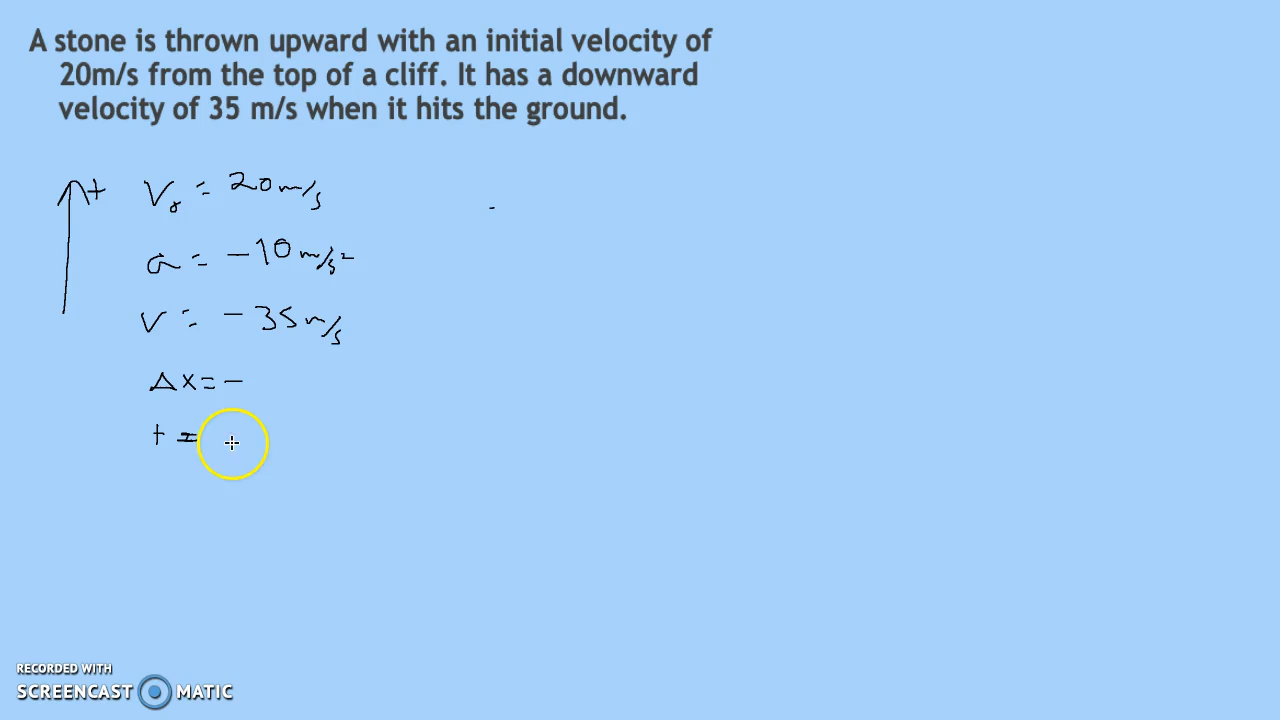 A stone is thrown upward with an initial velocity of
20m/s from the top of a cliff. It has a downward
velocity of 35 m/s when it hits the ground.
+ V₀ = 20 m/s
a = -10 m/s²
V = -35 m/s
Δx = -
t =
RECORDED WITH
SCREENCAST MATIC